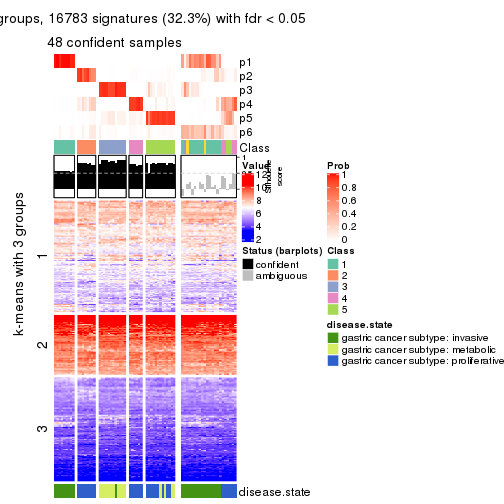 groups, 16783 signatures (32.3%) with fdr < 0.05
48 confident samples
p1
p2
p3
p4
p5
p6
Class
1
Silhouette
score
Value
12
10
8
6
4
2
Prob
1
0.8
0.6
0.4
0.2
0
Status (barplots)
confident
ambiguous
Class
1
2
3
4
5
disease.state
gastric cancer subtype: invasive
gastric cancer subtype: metabolic
gastric cancer subtype: proliferative
k-means with 3 groups
1
2
3
disease.state